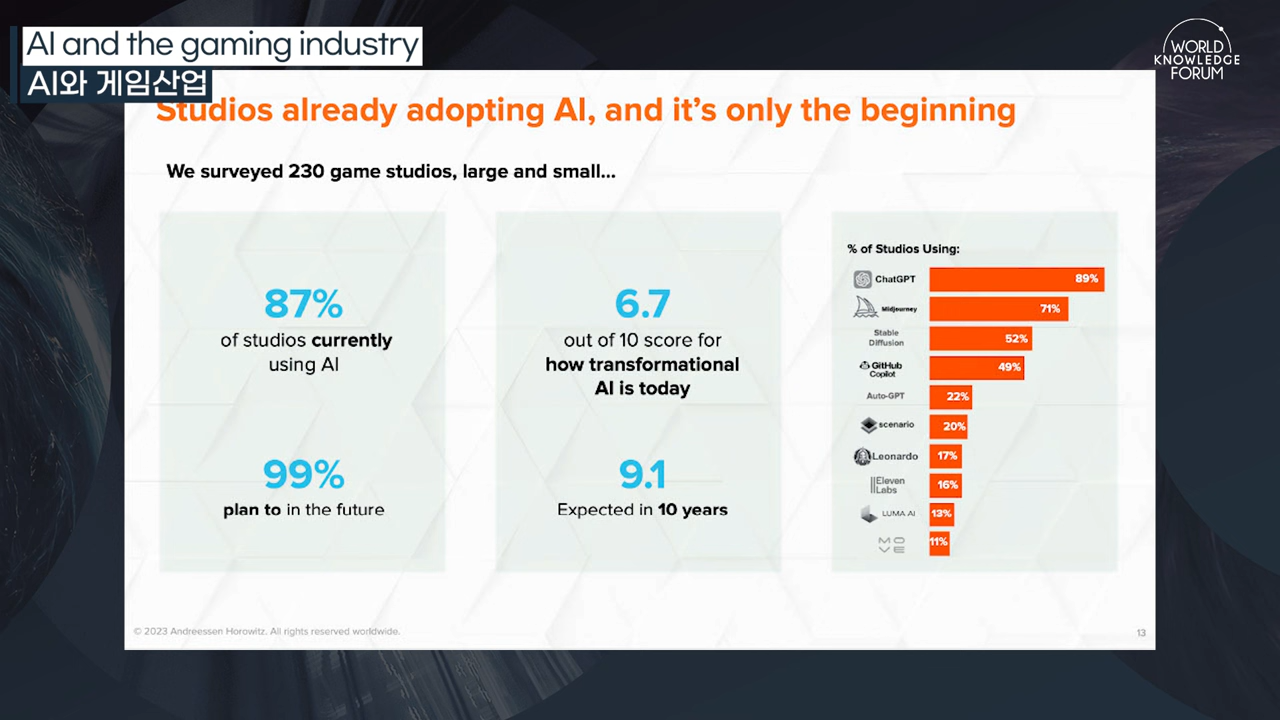 AI and the gaming industry
AI와 게임산업
WORLD
KNOWLEDGE
FORUM
Studios already adopting AI, and it's only the beginning
We surveyed 230 game studios, large and small...
87%
of studios currently
using AI
99%
plan to in the future
6.7
out of 10 score for
how transformational
AI is today
9.1
Expected in 10 years
% of Studios Using:
ChatGPT 89%
Midjourney 71%
Stable
Diffusion 52%
GitHub
Copilot 49%
Auto-GPT 22%
scenario 20%
Leonardo 17%
Eleven
Labs 16%
LUMA AI 13%
MO
VE 11%
© 2023 Andreessen Horowitz. All rights reserved worldwide.
13